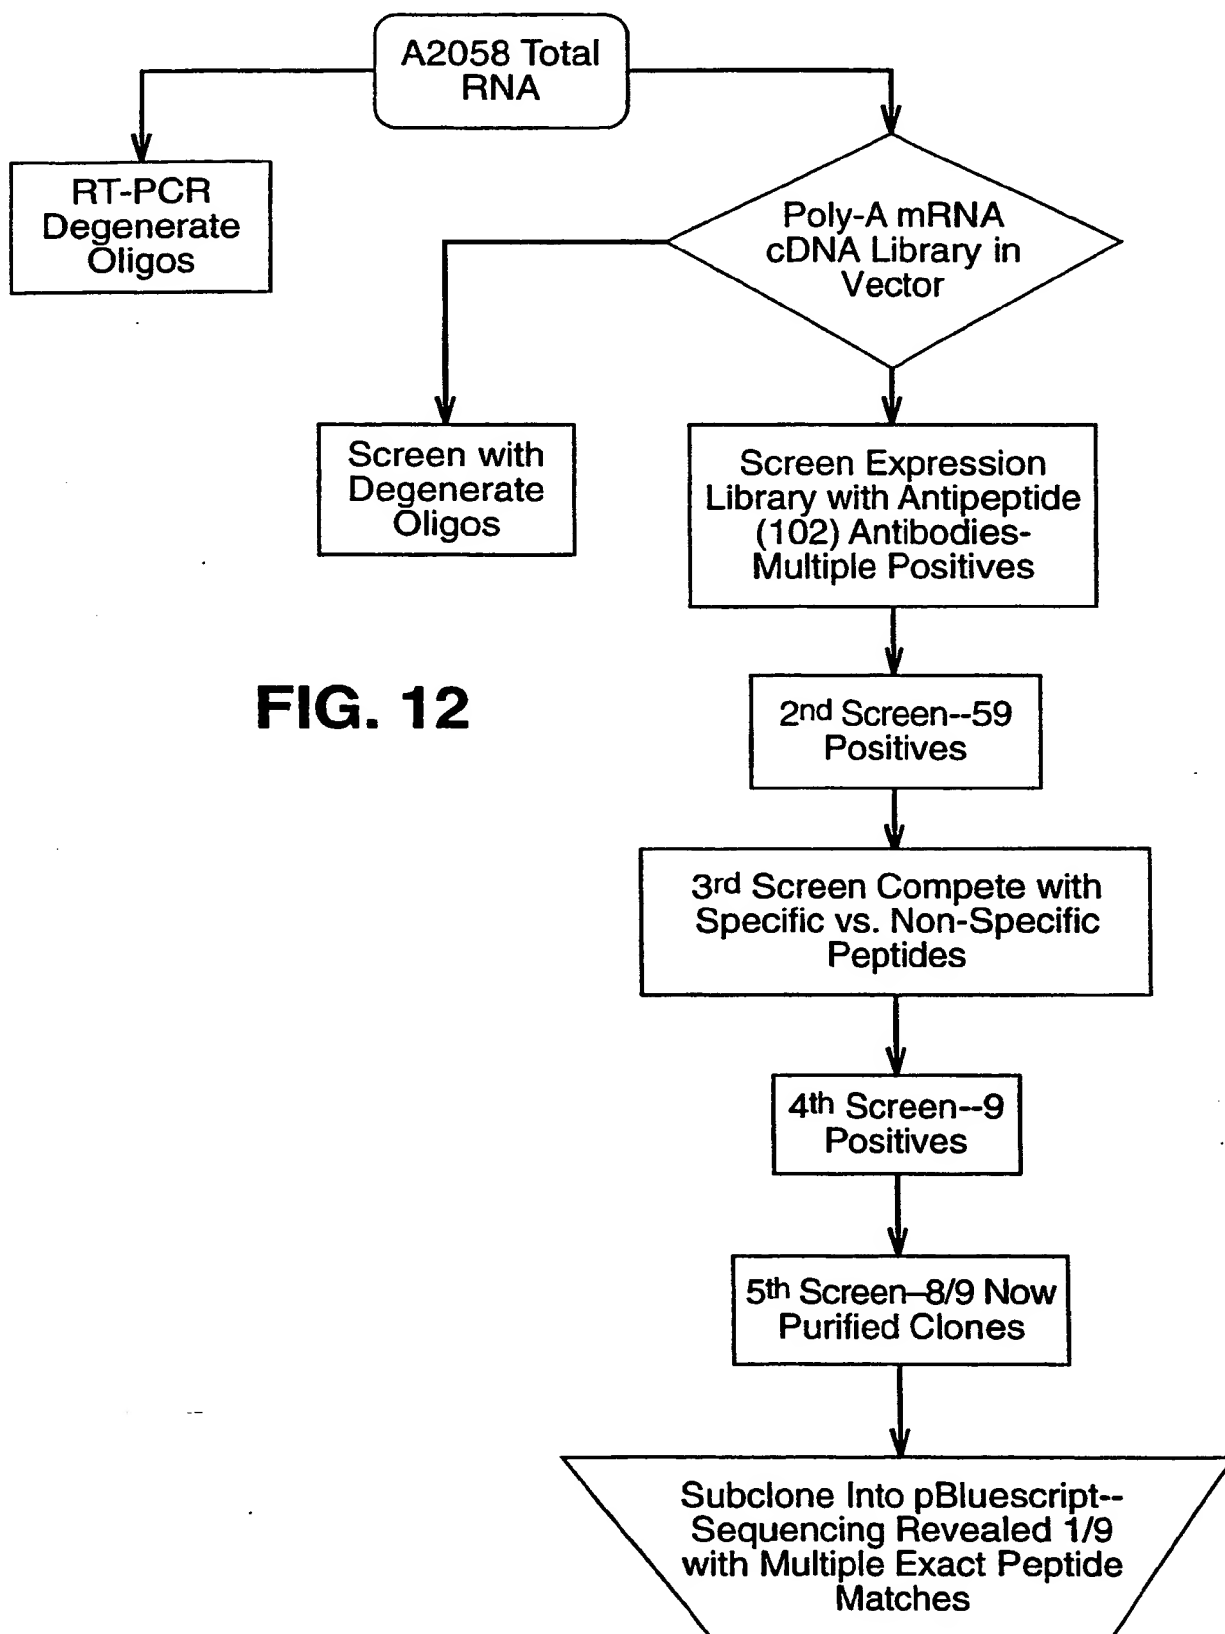 A2058 Total
RNA
RT-PCR
Degenerate
Oligos
Poly-A mRNA
cDNA Library in
Vector
Screen with
Degenerate
Oligos
Screen Expression
Library with Antipeptide
(102) Antibodies-
Multiple Positives
FIG. 12
2nd Screen--59
Positives
3rd Screen Compete with
Specific vs. Non-Specific
Peptides
4th Screen--9
Positives
5th Screen–8/9 Now
Purified Clones
Subclone Into pBluescript--
Sequencing Revealed 1/9
with Multiple Exact Peptide
Matches